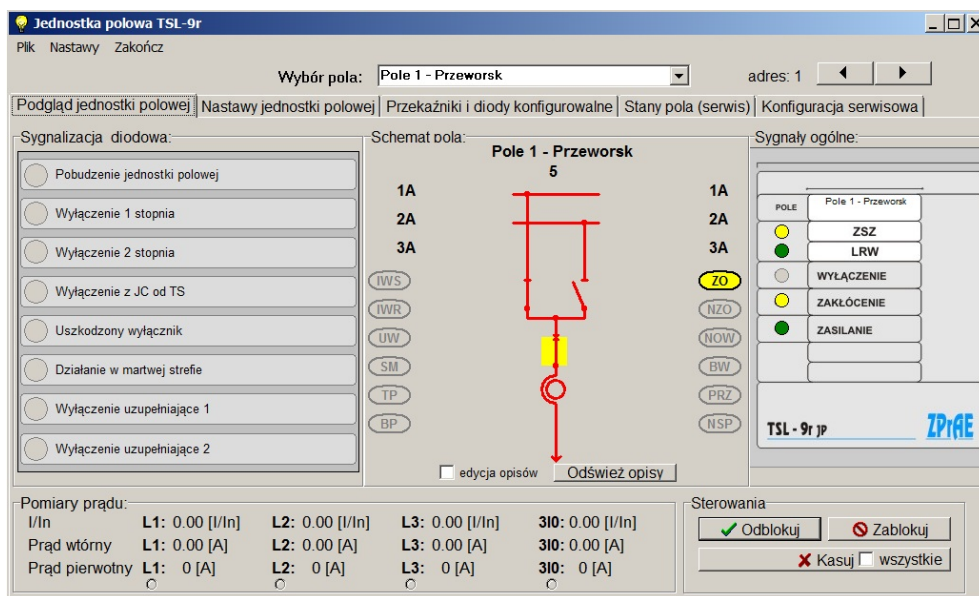 Jednostka polowa TSL-9r
Plik Nastawy Zakończ
Wybór pola: Pole 1 - Przeworsk adres: 1
Podgląd jednostki polowej Nastawy jednostki polowej Przekaźniki i diody konfigurowalne Stany pola (serwis) Konfiguracja serwisowa
Sygnalizacja diodowa:
Pobudzenie jednostki polowej
Wyłączenie 1 stopnia
Wyłączenie 2 stopnia
Wyłączenie z JC od TS
Uszkodzony wyłącznik
Działanie w martwej strefie
Wyłączenie uzupełniające 1
Wyłączenie uzupełniające 2
Schemat pola:
Pole 1 - Przeworsk
5
1A 1A
2A 2A
3A 3A
IWS ZO
IWR NZO
UW NOW
SM BW
TP PRZ
BP NSP
edycja opisów Odśwież opisy
Sygnały ogólne:
POLE Pole 1 - Przeworsk
ZSZ
LRW
WYŁĄCZENIE
ZAKŁÓCENIE
ZASILANIE
TSL - 9r JP ZPrAE
Pomiary prądu:
I/In L1: 0.00 [I/In] L2: 0.00 [I/In] L3: 0.00 [I/In] 3I0: 0.00 [I/In]
Prąd wtórny L1: 0.00 [A] L2: 0.00 [A] L3: 0.00 [A] 3I0: 0.00 [A]
Prąd pierwotny L1: 0 [A] L2: 0 [A] L3: 0 [A] 3I0: 0 [A]
Sterowania
Odblokuj Zablokuj
Kasuj wszystkie